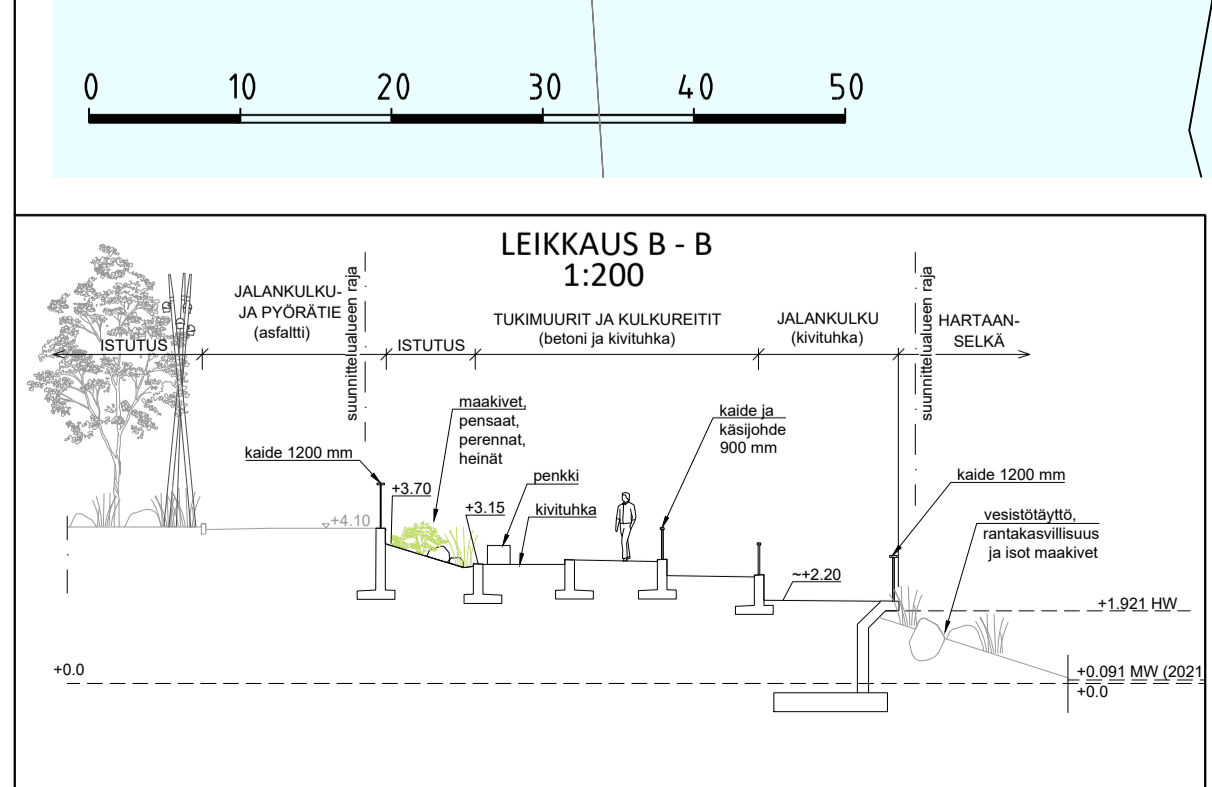 0 10 20 30 40 50
LEIKKAUS B - B
1:200
ISTUTUS
JALANKULKU-
JA PYÖRÄTIE
(asfaltti)
suunnittelualueen raja
ISTUTUS
TUKIMUURIT JA KULKUREITIT
(betoni ja kivituhka)
JALANKULKU
(kivituhka)
suunnittelualueen raja
HARTAAN-
SELKÄ
kaide 1200 mm
maakivet,
pensaat,
perennat,
heinät
kaide ja
käsijohde
900 mm
penkki
kivituhka
kaide 1200 mm
vesistötäyttö,
rantakasvillisuus
ja isot maakivet
+4.10
+3.70
+3.15
~+2.20
+1.921 HW
+0.0
+0.091 MW (2021
+0.0